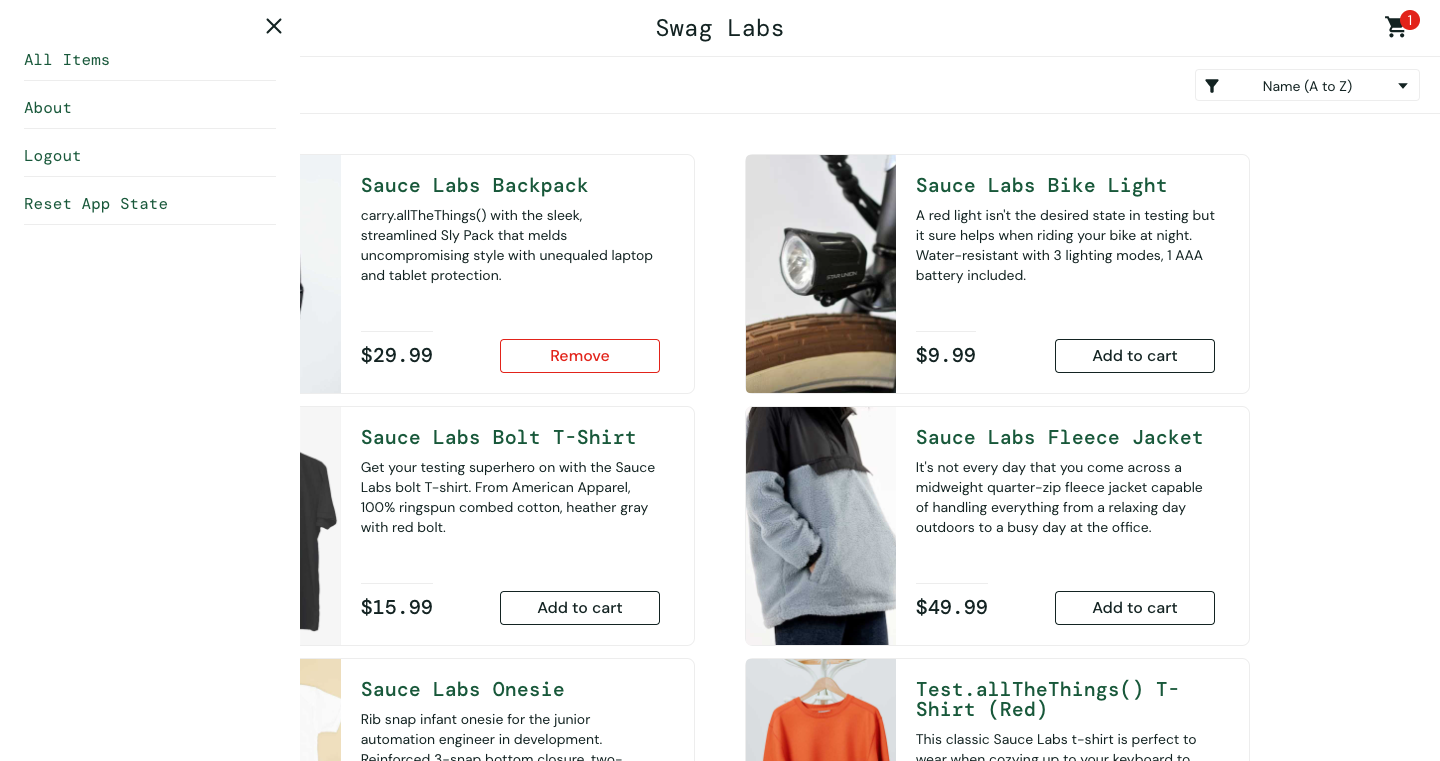 All Items
About
Logout
Reset App State
Swag Labs
1
Name (A to Z)
Sauce Labs Backpack
carry.allTheThings() with the sleek,
streamlined Sly Pack that melds
uncompromising style with unequaled laptop
and tablet protection.
$29.99
Remove
Sauce Labs Bike Light
A red light isn't the desired state in testing but
it sure helps when riding your bike at night.
Water-resistant with 3 lighting modes, 1 AAA
battery included.
$9.99
Add to cart
Sauce Labs Bolt T-Shirt
Get your testing superhero on with the Sauce
Labs bolt T-shirt. From American Apparel,
100% ringspun combed cotton, heather gray
with red bolt.
$15.99
Add to cart
Sauce Labs Fleece Jacket
It's not every day that you come across a
midweight quarter-zip fleece jacket capable
of handling everything from a relaxing day
outdoors to a busy day at the office.
$49.99
Add to cart
Sauce Labs Onesie
Rib snap infant onesie for the junior
automation engineer in development.
Reinforced 3-snap bottom closure, two-
Test.allTheThings() T-
Shirt (Red)
This classic Sauce Labs t-shirt is perfect to
wear when cozying up to your keyboard to